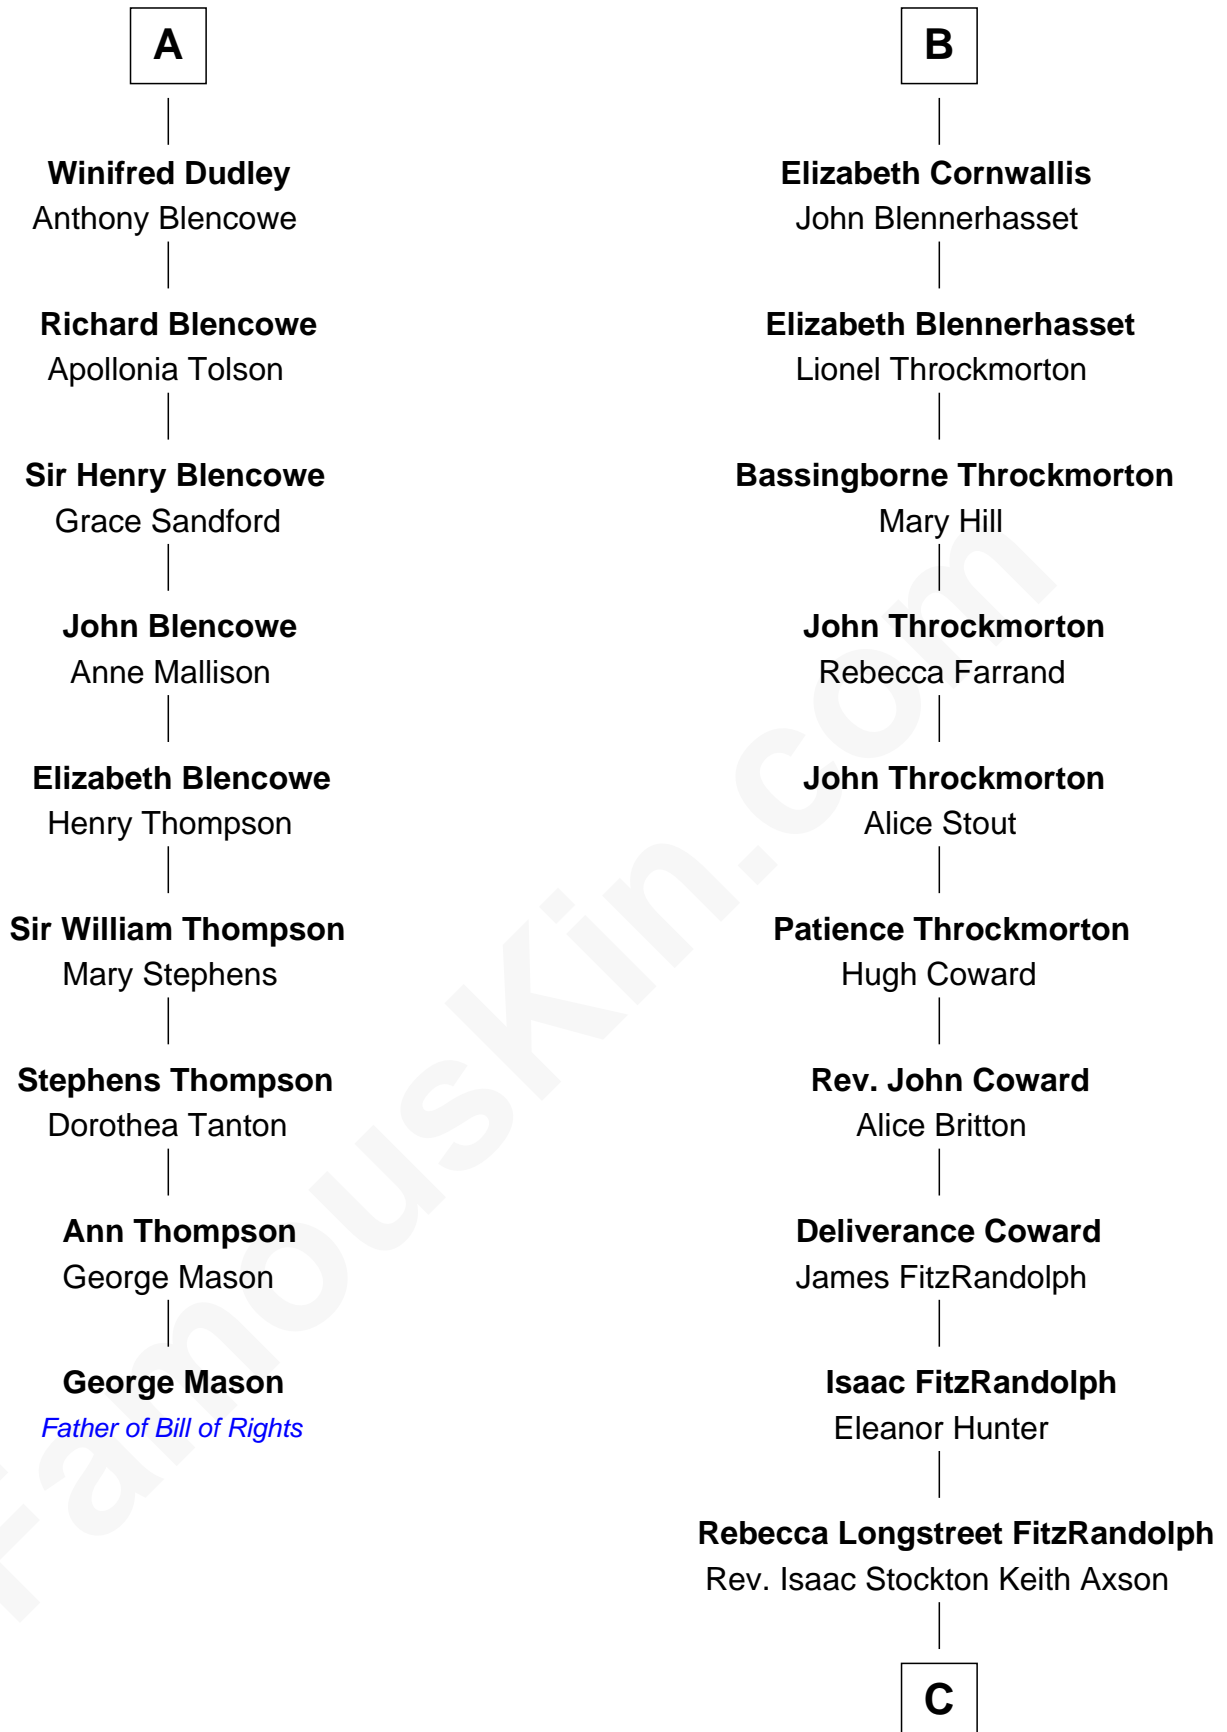 A
Winifred Dudley
Anthony Blencowe
Richard Blencowe
Apollonia Tolson
Sir Henry Blencowe
Grace Sandford
John Blencowe
Anne Mallison
Elizabeth Blencowe
Henry Thompson
Sir William Thompson
Mary Stephens
Stephens Thompson
Dorothea Tanton
Ann Thompson
George Mason
George Mason
Father of Bill of Rights
B
Elizabeth Cornwallis
John Blennerhasset
Elizabeth Blennerhasset
Lionel Throckmorton
Bassingborne Throckmorton
Mary Hill
John Throckmorton
Rebecca Farrand
John Throckmorton
Alice Stout
Patience Throckmorton
Hugh Coward
Rev. John Coward
Alice Britton
Deliverance Coward
James FitzRandolph
Isaac FitzRandolph
Eleanor Hunter
Rebecca Longstreet FitzRandolph
Rev. Isaac Stockton Keith Axson
C
FamousKin.com